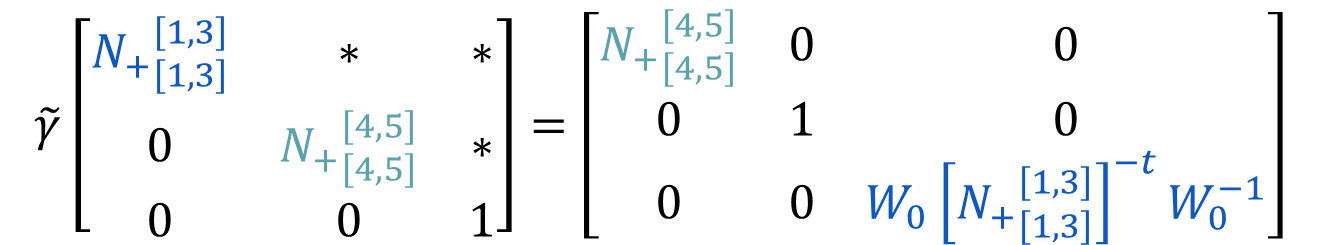 γ̃ [ N₊^{[1,3]}_{[1,3]} * * ] = [ N₊^{[4,5]}_{[4,5]} 0 0 ]
0 N₊^{[4,5]}_{[4,5]} * 0 1 0
0 0 1 0 0 W₀ [N₊^{[1,3]}_{[1,3]}]^{−t} W₀^{−1}